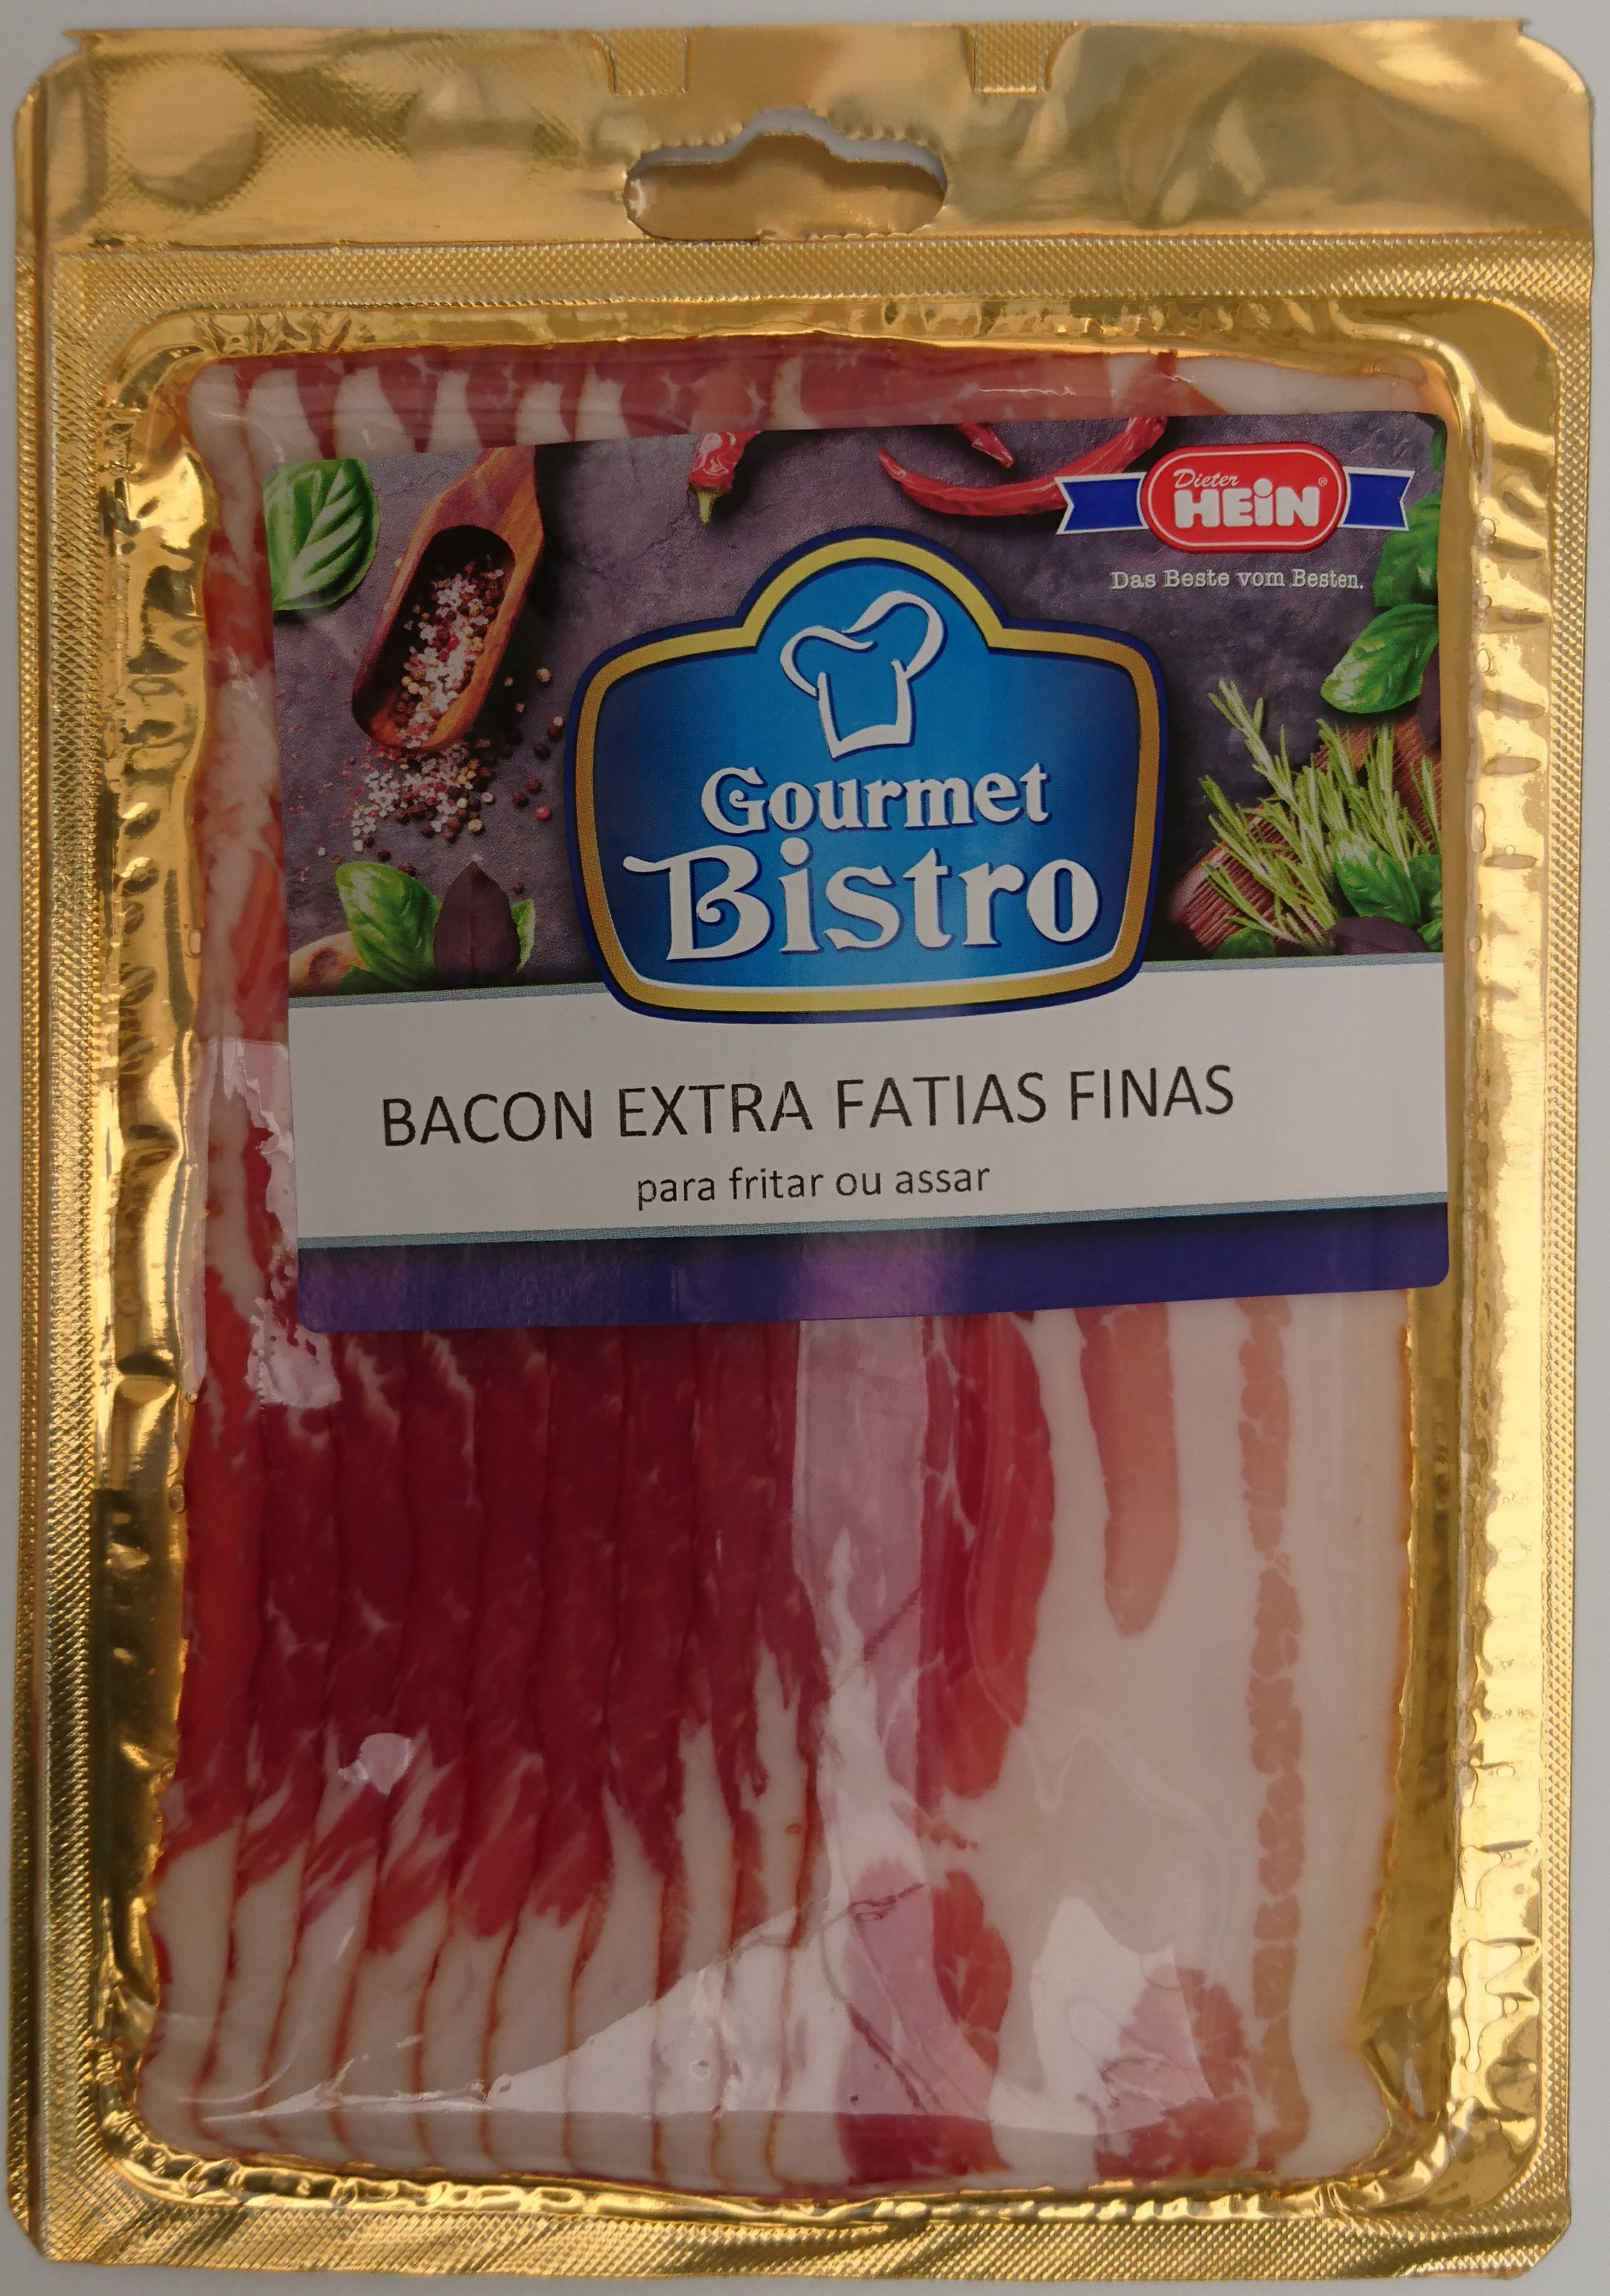 Dieter
HEiN®
Das Beste vom Besten.
Gourmet
Bistro
BACON EXTRA FATIAS FINAS
para fritar ou assar